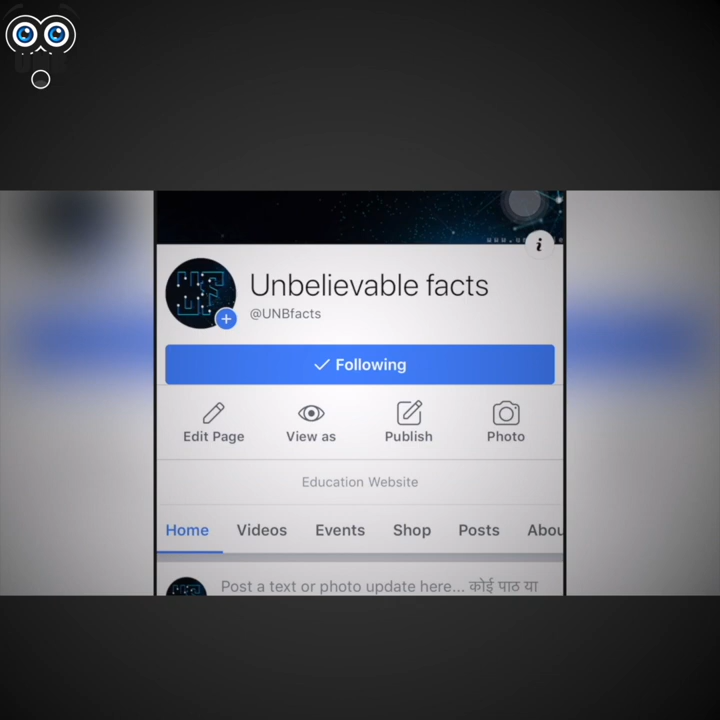 Unbelievable facts
@UNBfacts
Following
Edit Page
View as
Publish
Photo
Education Website
Home Videos Events Shop Posts Abou
Post a text or photo update here... कोई पाठ या